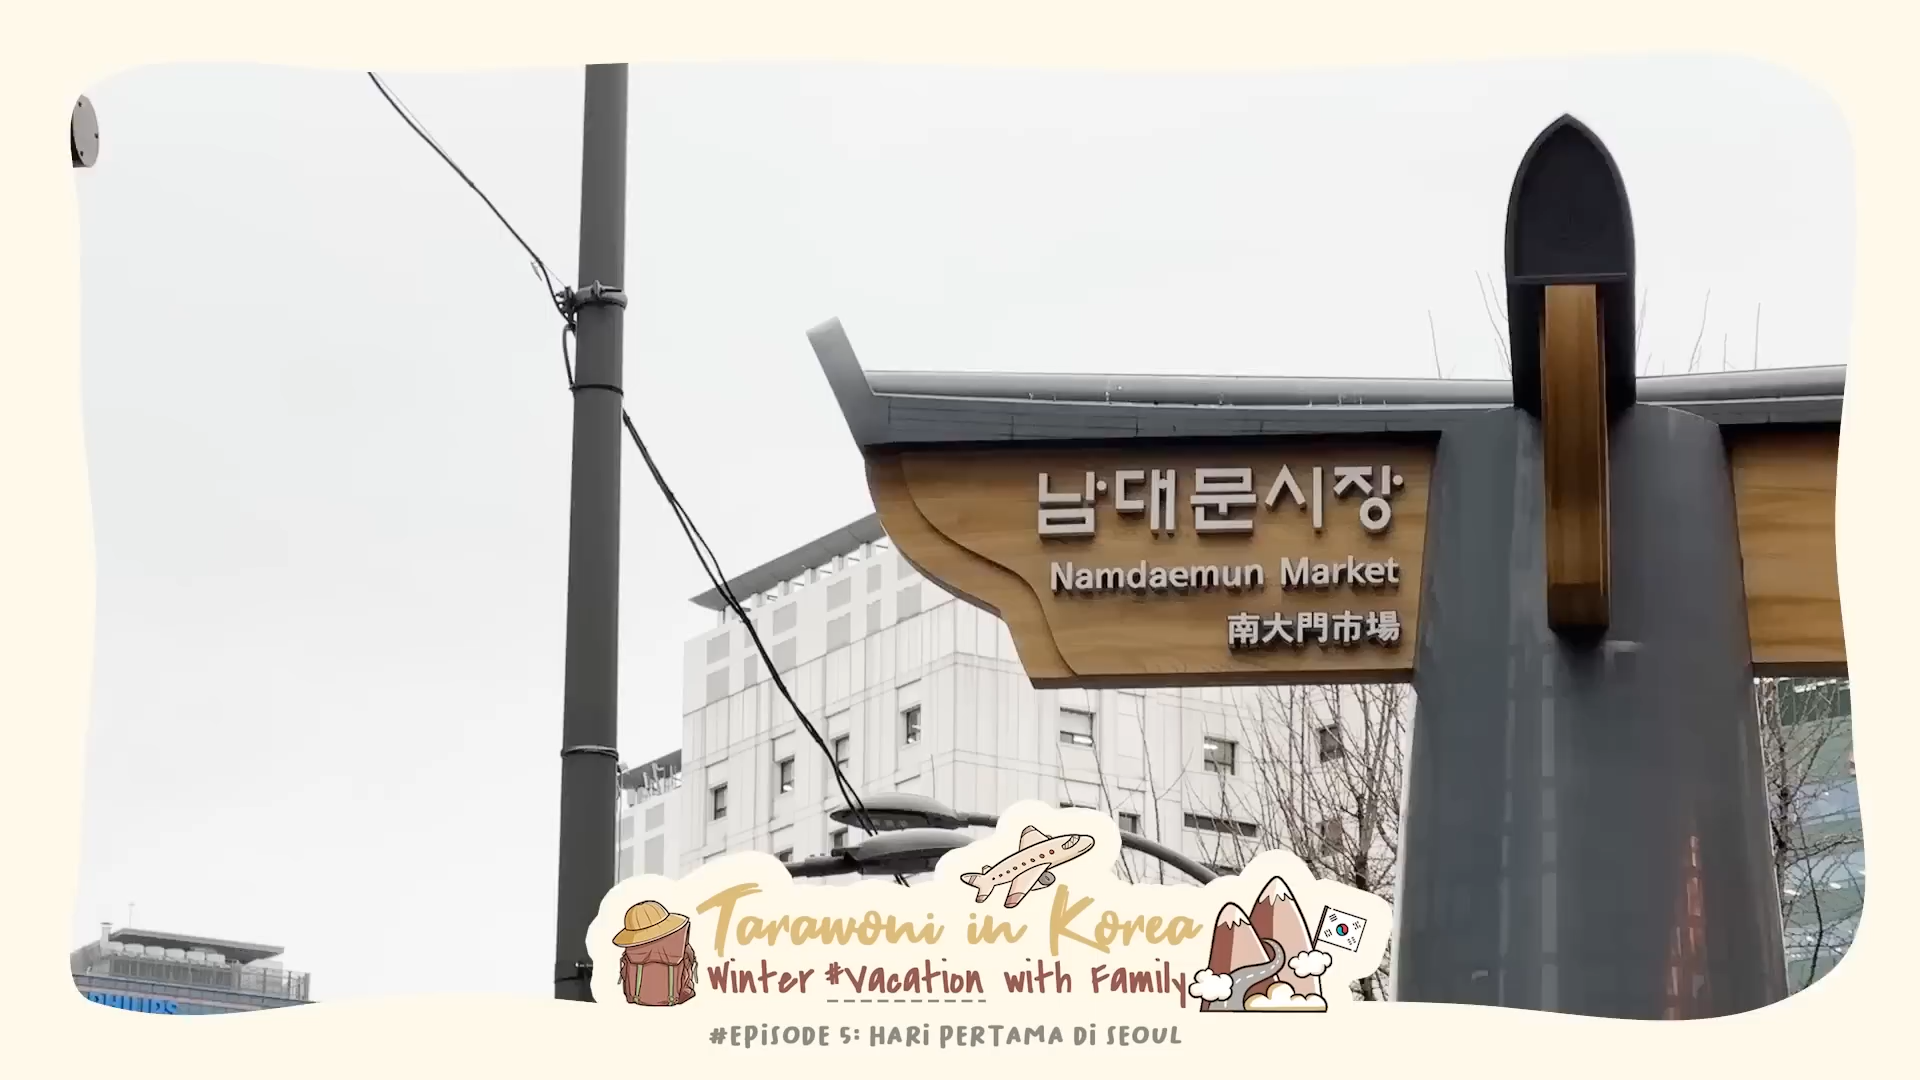 남대문시장
Namdaemun Market
南大門市場
PHILIPS
Tarawoni in Korea
Winter #Vacation with Family
#EPISODE 5: HARI PERTAMA DI SEOUL